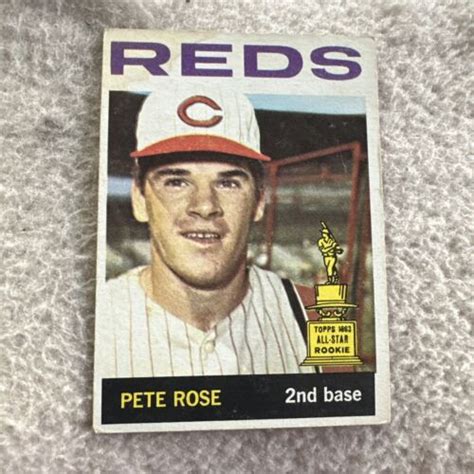 REDS
C
TOPPS 1963
ALL-STAR
ROOKIE
PETE ROSE 2nd base